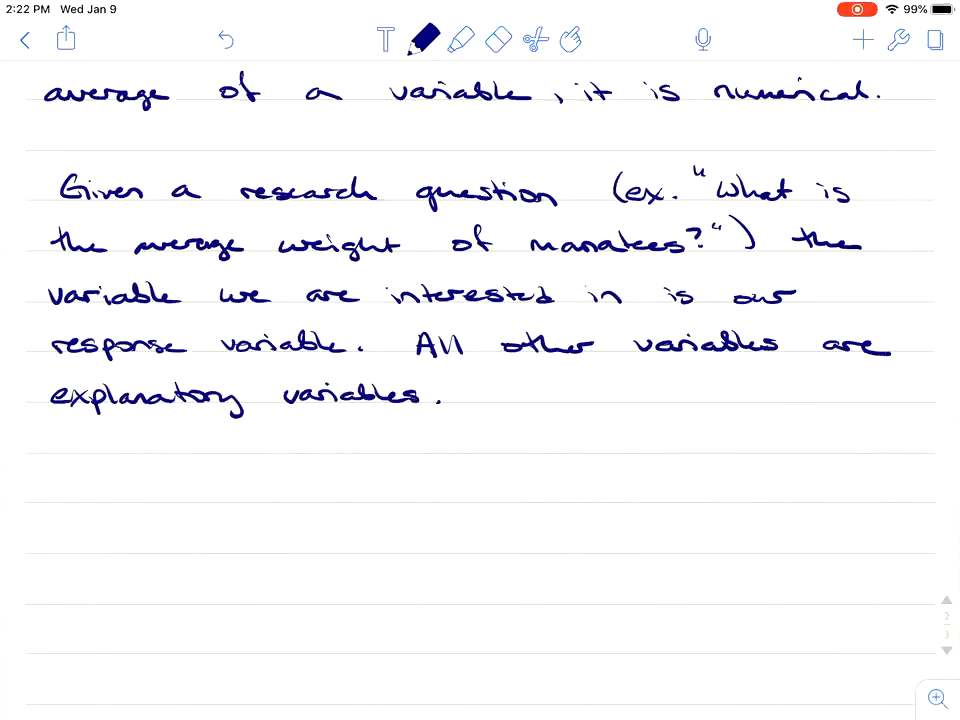 2:22 PM Wed Jan 9 99%
T
average of a variable, it is numerical.
Given a research question (ex. "What is
the average weight of manatees?") the
variable we are interested in is our
response variable. All other variables are
explanatory variables.
2
3